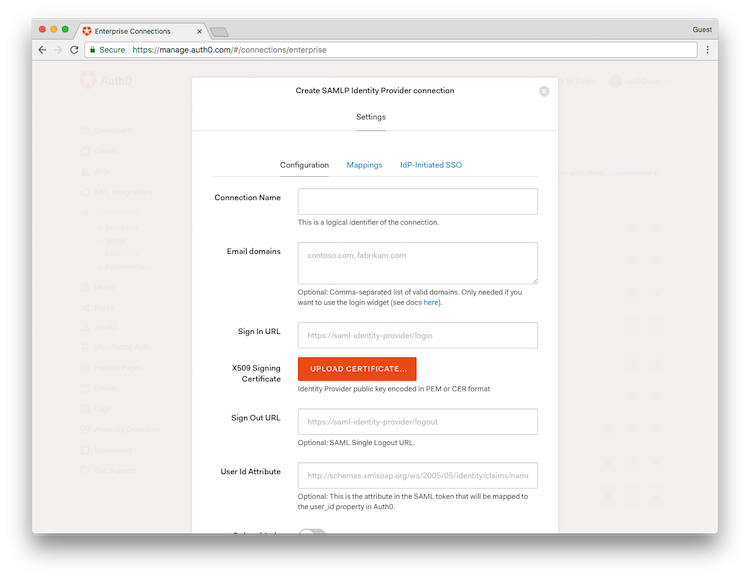 Enterprise Connections
Guest
Secure https://manage.auth0.com/#/connections/enterprise
Auth0
Create SAMLP Identity Provider connection
Settings
Configuration Mappings IdP-Initiated SSO
Connection Name
This is a logical identifier of the connection.
Email domains
contoso.com, fabrikam.com
Optional: Comma-separated list of valid domains. Only needed if you
want to use the login widget (see docs here).
Sign In URL
https://saml-identity-provider/login
X509 Signing
Certificate
UPLOAD CERTIFICATE...
Identity Provider public key encoded in PEM or CER format
Sign Out URL
https://saml-identity-provider/logout
Optional: SAML Single Logout URL.
User Id Attribute
http://schemas.xmlsoap.org/ws/2005/05/identity/claims/name
Optional: This is the attribute in the SAML token that will be mapped to
the user_id property in Auth0.